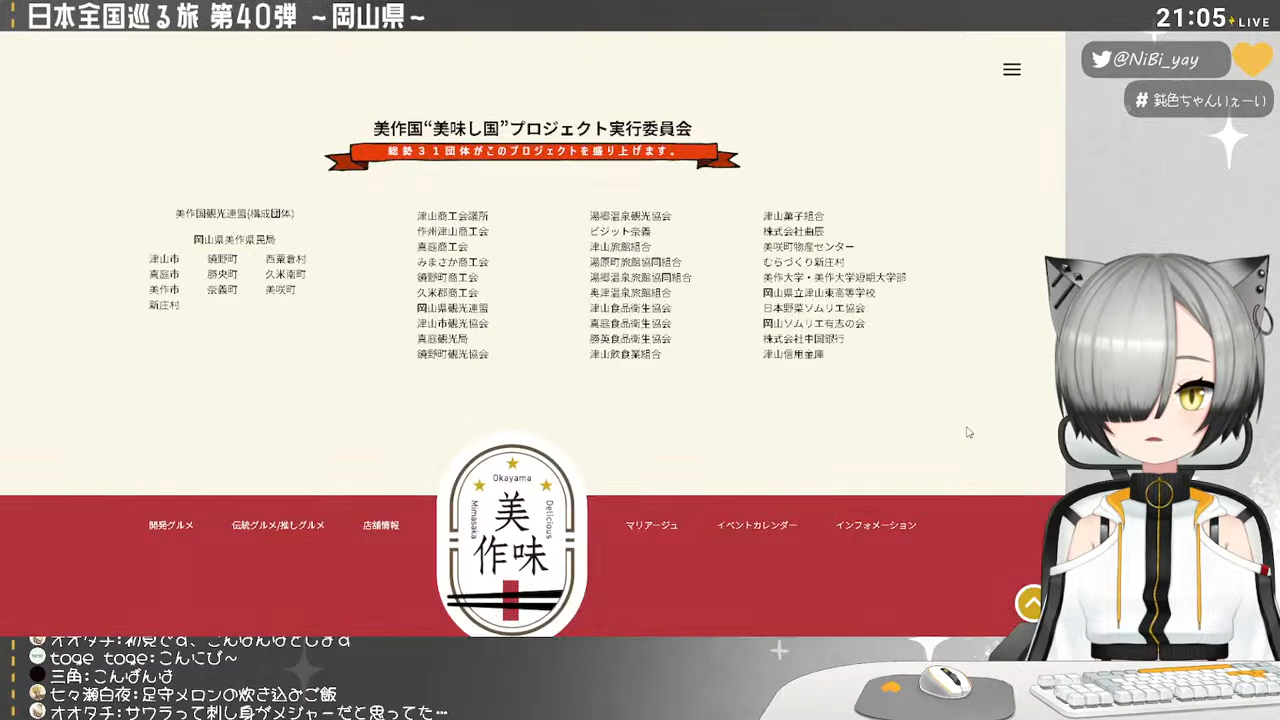 日本全国巡る旅 第40弾 ～岡山県～
21:05 LIVE
@NiBi_yay
# 鈍色ちゃんいぇーい
美作国“美味し国”プロジェクト実行委員会
総勢31団体がこのプロジェクトを盛り上げます。
美作国観光連盟(構成団体)
岡山県美作県民局
津山市 鏡野町 西粟倉村
真庭市 勝央町 久米南町
美作市 奈義町 美咲町
新庄村
津山商工会議所
作州津山商工会
真庭商工会
みまさか商工会
鏡野町商工会
久米郡商工会
岡山県観光連盟
津山市観光協会
真庭観光局
鏡野町観光協会
湯郷温泉観光協会
ビジット奈義
津山旅館組合
湯原町旅館協同組合
湯郷温泉旅館協同組合
奥津温泉旅館組合
津山食品衛生協会
真庭食品衛生協会
勝英食品衛生協会
津山飲食業組合
津山菓子組合
株式会社曲辰
美咲町物産センター
むらづくり新庄村
美作大学・美作大学短期大学部
岡山県立津山東高等学校
日本野菜ソムリエ協会
岡山ソムリエ有志の会
株式会社中国銀行
津山信用金庫
開発グルメ 伝統グルメ/推しグルメ 店舗情報
Okayama
Mimasaka
美
作味
Delicious
マリアージュ イベントカレンダー インフォメーション
オオタチ:初見です、こんばんはとします
toge toge:こんにび～
三角:こんばんは
七々瀬白夜:足守メロンの炊き込みご飯
オオタチ:サワラって刺し身がメジャーだと思ってた…